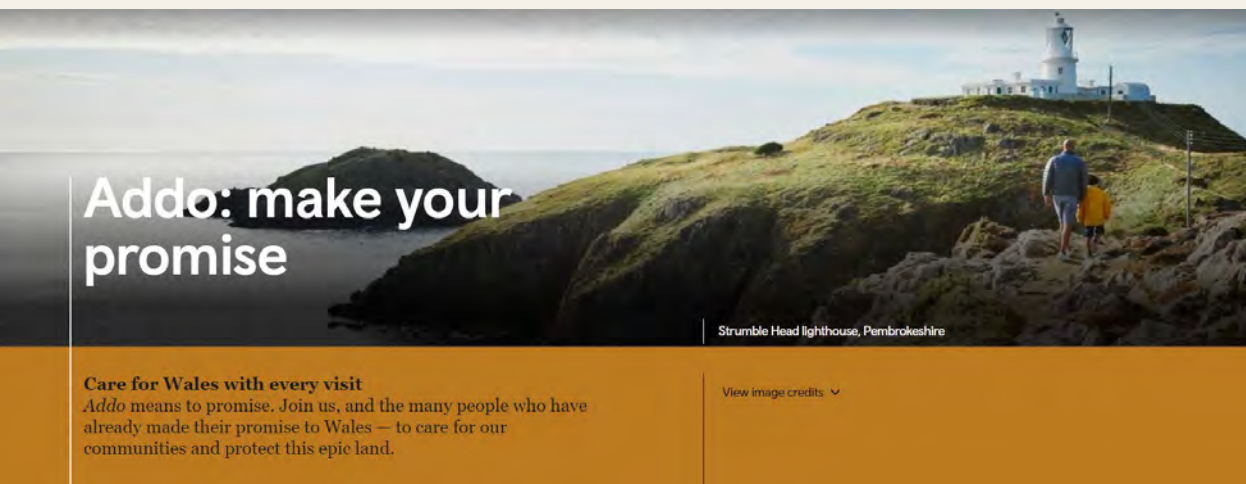 Addo: make your
promise
Strumble Head lighthouse, Pembrokeshire
Care for Wales with every visit
Addo means to promise. Join us, and the many people who have
already made their promise to Wales — to care for our
communities and protect this epic land.
View image credits